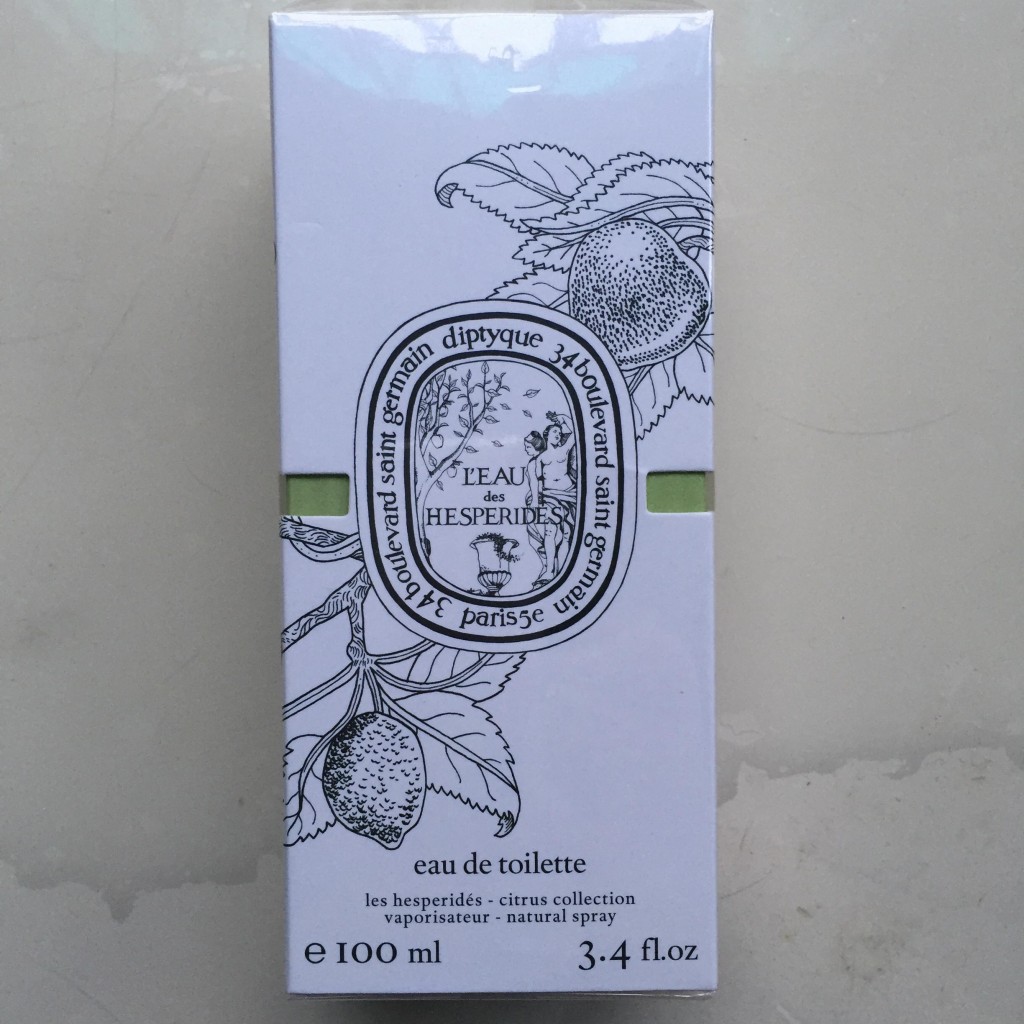 34 boulevard saint germain diptyque 34 boulevard saint germain
paris 5e
L'EAU
des
HESPERIDES
eau de toilette
les hesperidés - citrus collection
vaporisateur - natural spray
e 100 ml 3.4 fl.oz